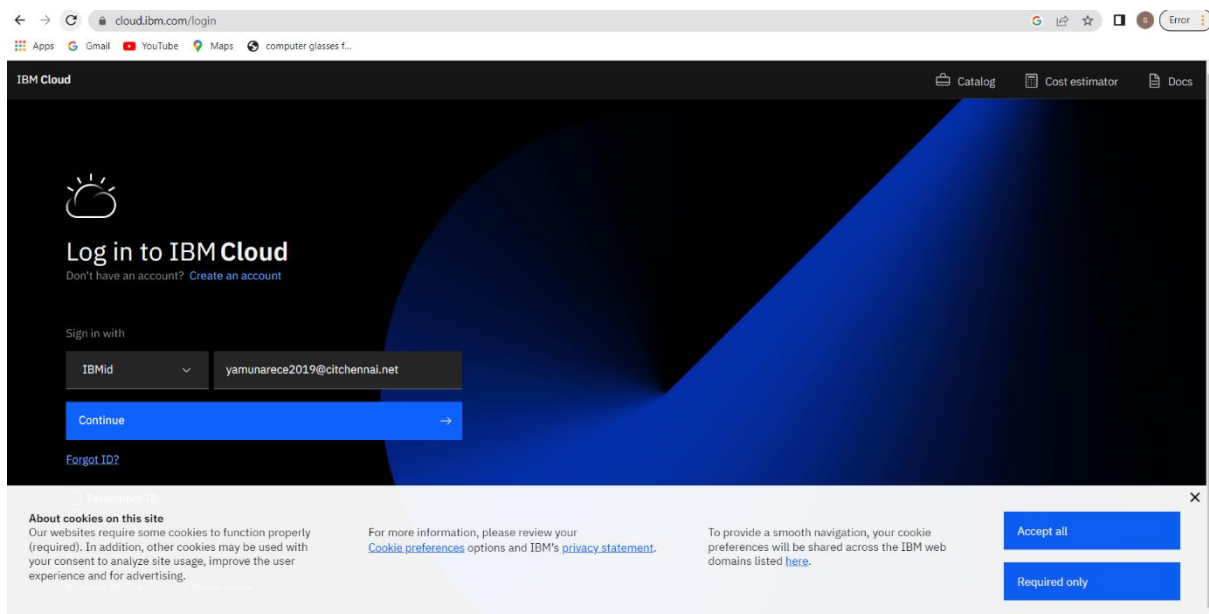 cloud.ibm.com/login
Error
Apps Gmail YouTube Maps computer glasses f...
IBM Cloud Catalog Cost estimator Docs
Log in to IBM Cloud
Don't have an account? Create an account
Sign in with
IBMid yamunarece2019@citchennai.net
Continue
Forgot ID?
Remember ID
About cookies on this site
Our websites require some cookies to function properly
(required). In addition, other cookies may be used with
your consent to analyze site usage, improve the user
experience and for advertising.
For more information, please review your
Cookie preferences options and IBM's privacy statement.
To provide a smooth navigation, your cookie
preferences will be shared across the IBM web
domains listed here.
Accept all
Required only